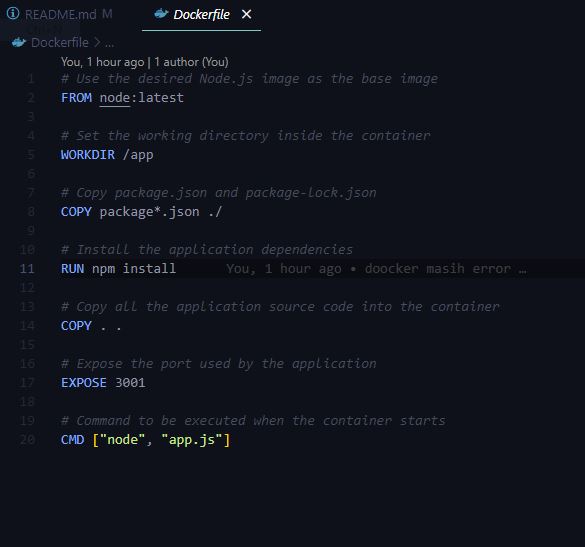 README.md M
Dockerfile
Dockerfile > ...
You, 1 hour ago | 1 author (You)
1 # Use the desired Node.js image as the base image
2 FROM node:latest
3
4 # Set the working directory inside the container
5 WORKDIR /app
6
7 # Copy package.json and package-lock.json
8 COPY package*.json ./
9
10 # Install the application dependencies
11 RUN npm install You, 1 hour ago • doocker masih error …
12
13 # Copy all the application source code into the container
14 COPY . .
15
16 # Expose the port used by the application
17 EXPOSE 3001
18
19 # Command to be executed when the container starts
20 CMD ["node", "app.js"]